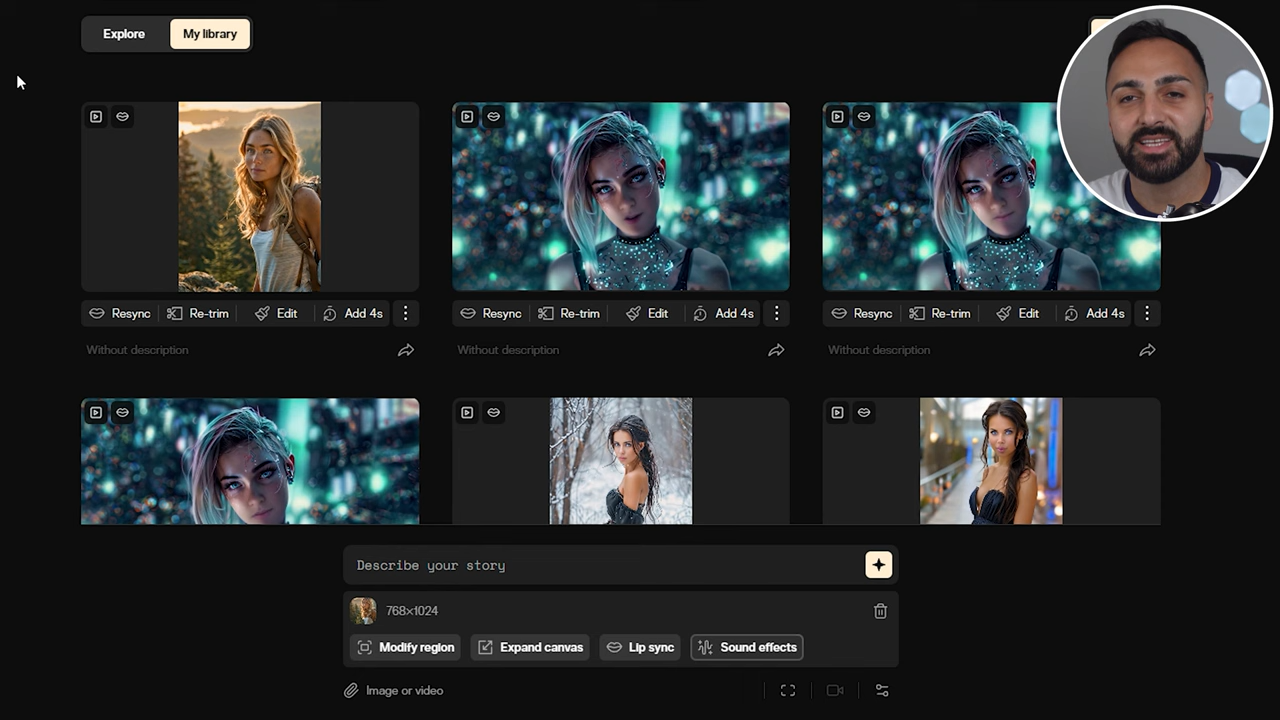 Explore My library
Resync Re-trim Edit Add 4s Resync Re-trim Edit Add 4s Resync Re-trim Edit Add 4s
Without description Without description Without description
Describe your story
768×1024
Modify region Expand canvas Lip sync Sound effects
Image or video